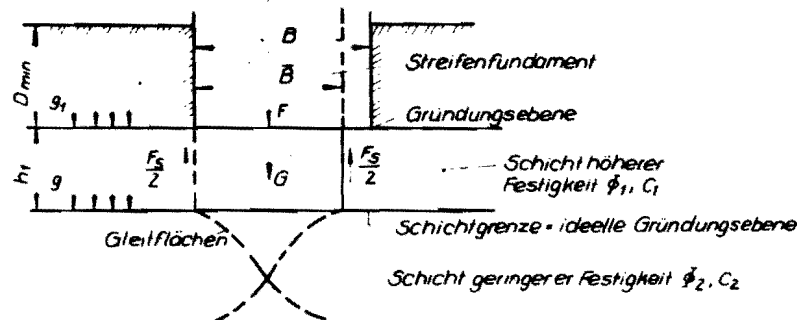 B
Streifenfundament
B̄
Dmin
g1
F
Gründungsebene
h1
g
Fs/2
G
Fs/2
Schicht höherer
Festigkeit ϕ1, C1
Gleitflächen
Schichtgrenze = ideelle Gründungsebene
Schicht geringerer Festigkeit ϕ2, C2